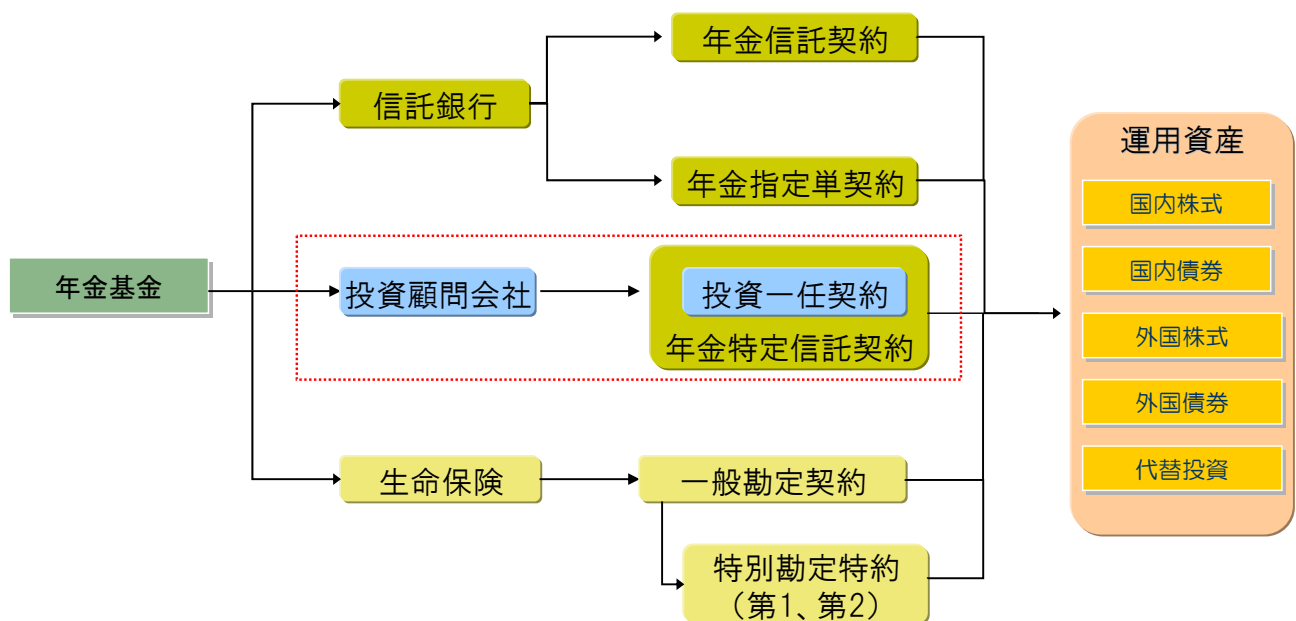 年金基金
信託銀行
年金信託契約
年金指定単契約
投資顧問会社
投資一任契約
年金特定信託契約
生命保険
一般勘定契約
特別勘定特約
（第1、第2）
運用資産
国内株式
国内債券
外国株式
外国債券
代替投資